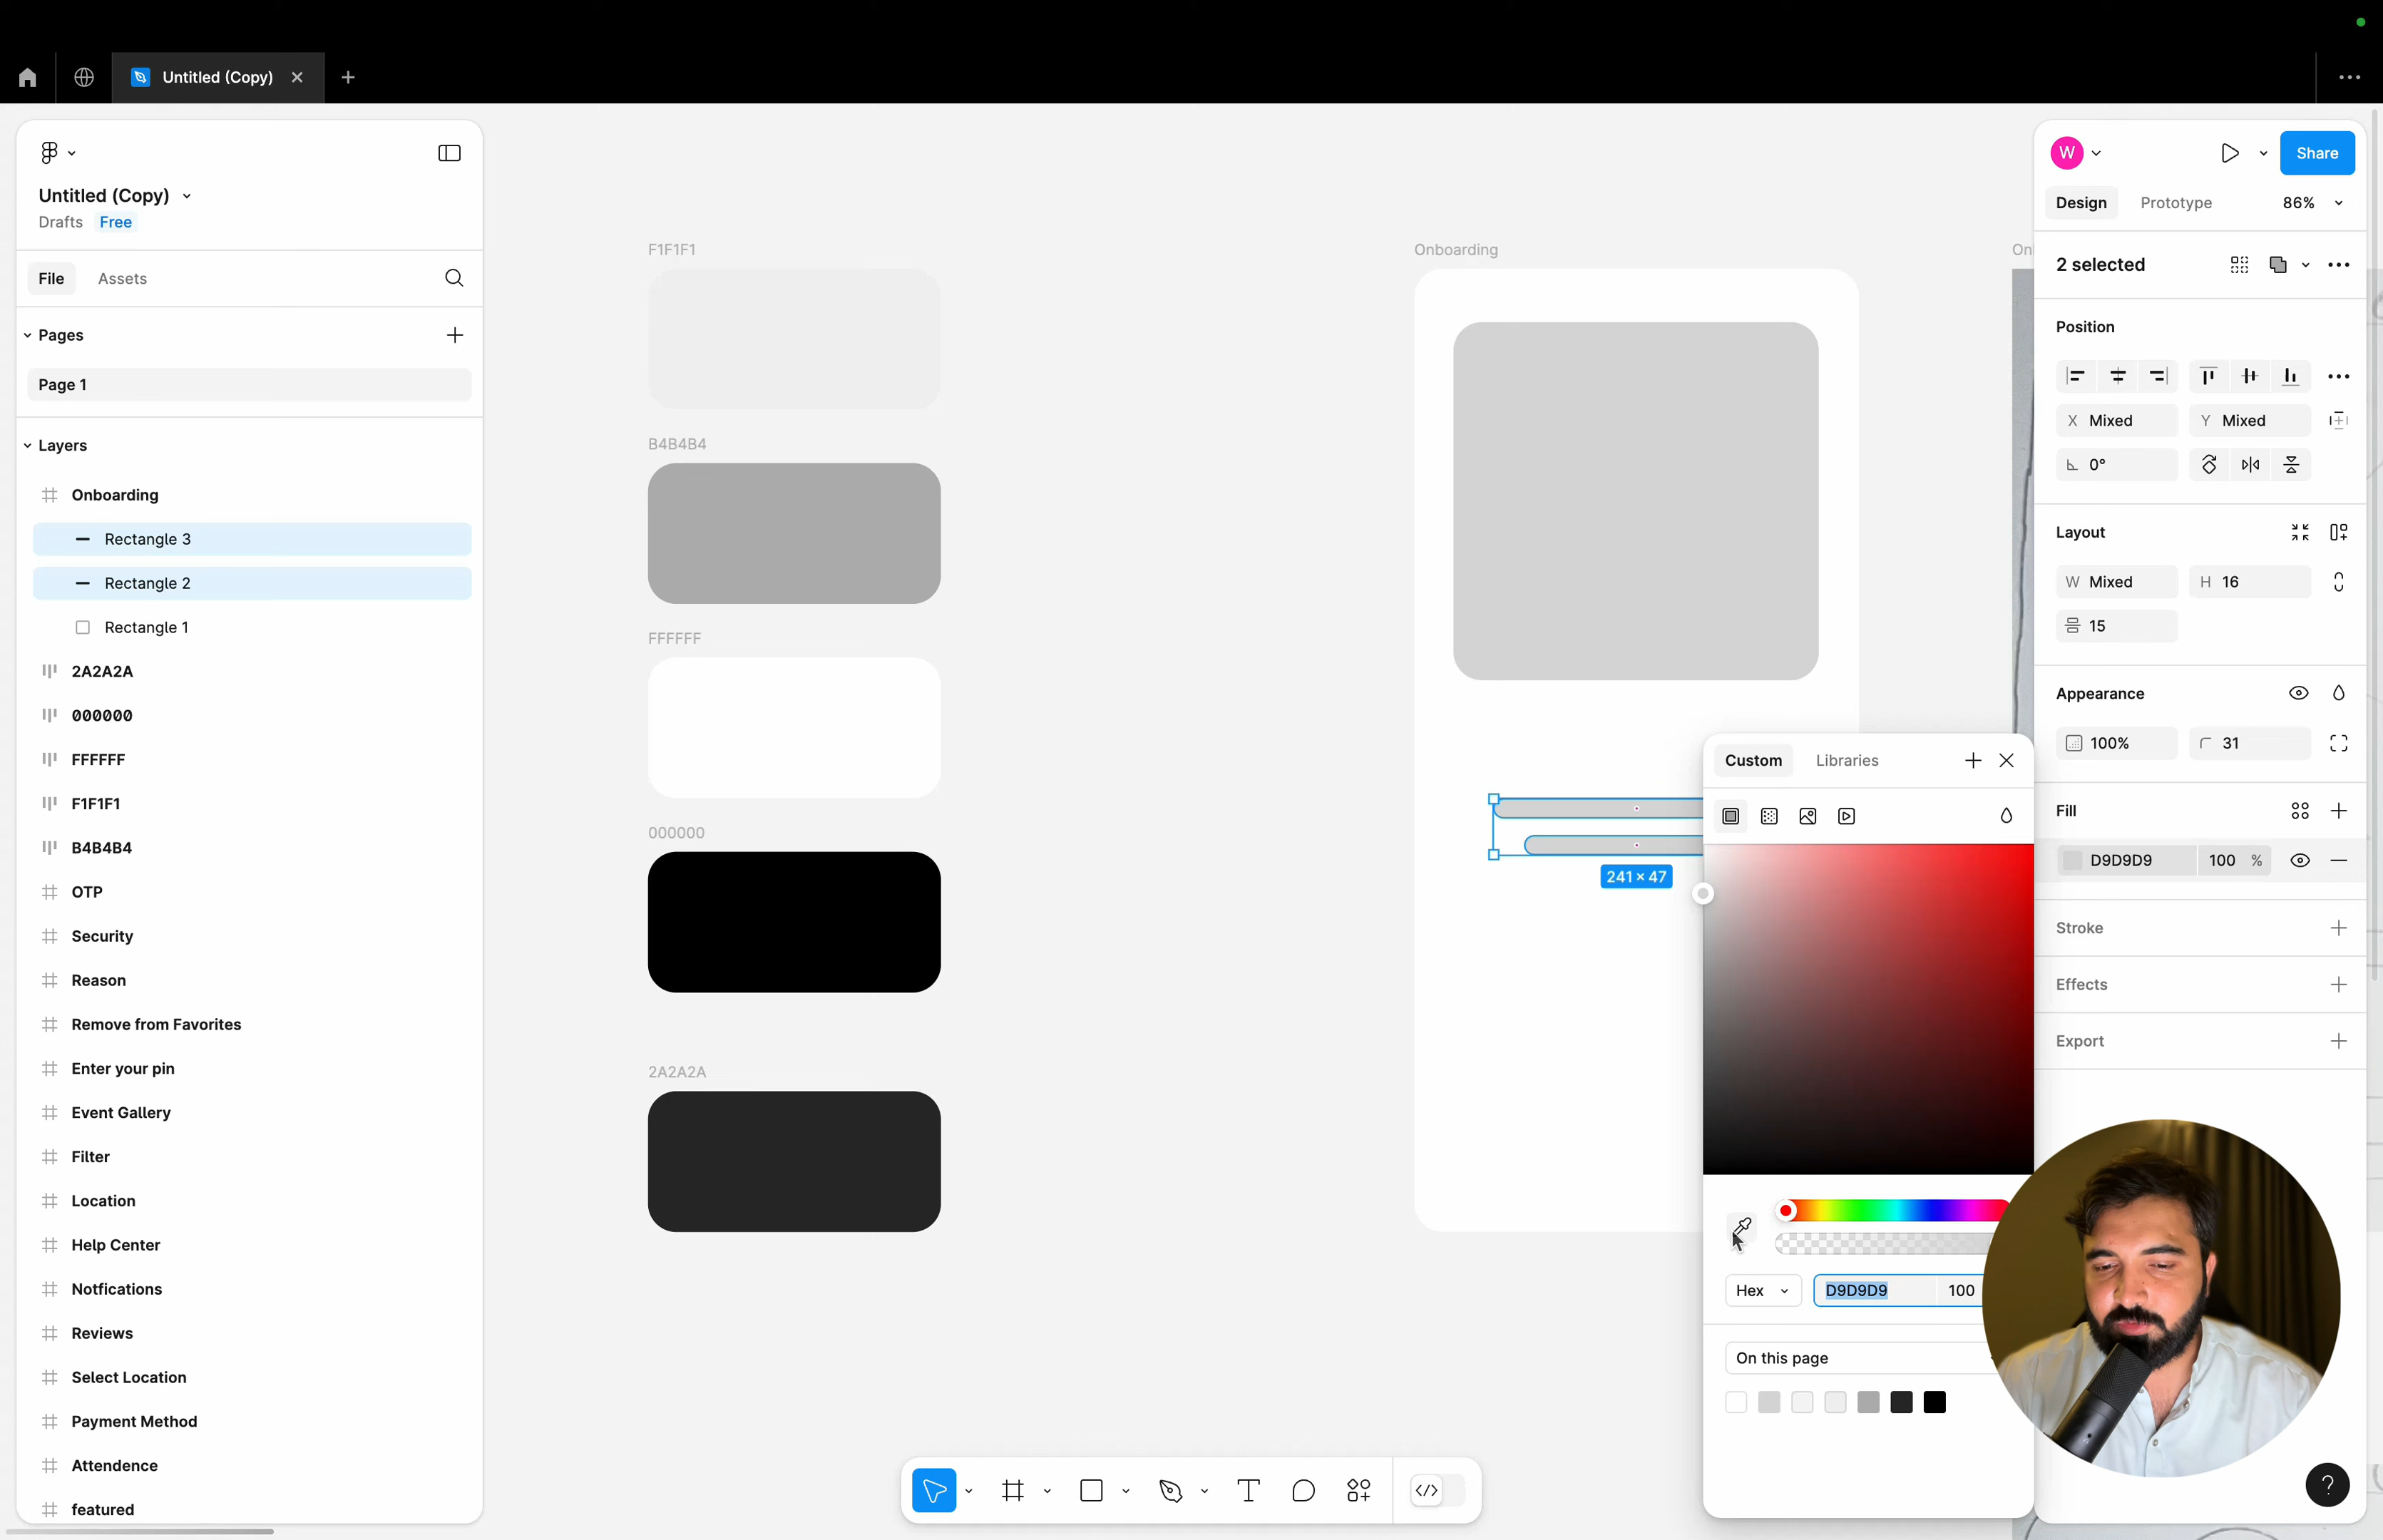 Untitled (Copy)
Untitled (Copy)
Drafts Free
File Assets
Pages
Page 1
Layers
Onboarding
Rectangle 3
Rectangle 2
Rectangle 1
2A2A2A
000000
FFFFFF
F1F1F1
B4B4B4
OTP
Security
Reason
Remove from Favorites
Enter your pin
Event Gallery
Filter
Location
Help Center
Notfications
Reviews
Select Location
Payment Method
Attendence
featured
F1F1F1
B4B4B4
FFFFFF
000000
2A2A2A
Onboarding
241 × 47
Custom Libraries
Hex D9D9D9 100
On this page
W Share
Design Prototype 86%
2 selected
Position
X Mixed Y Mixed
0°
Layout
W Mixed H 16
15
Appearance
100% 31
Fill
D9D9D9 100 %
Stroke
Effects
Export
?